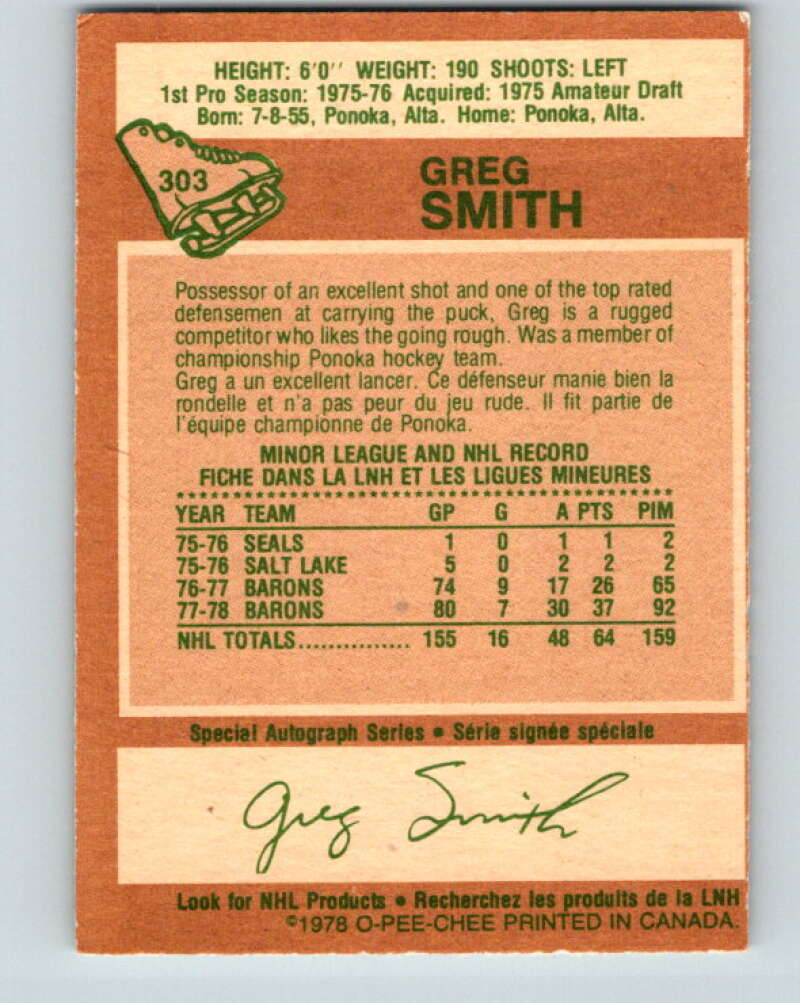 HEIGHT: 6'0'' WEIGHT: 190 SHOOTS: LEFT
1st Pro Season: 1975-76 Acquired: 1975 Amateur Draft
Born: 7-8-55, Ponoka, Alta. Home: Ponoka, Alta.
303
GREG
SMITH
Possessor of an excellent shot and one of the top rated
defensemen at carrying the puck, Greg is a rugged
competitor who likes the going rough. Was a member of
championship Ponoka hockey team.
Greg a un excellent lancer. Ce défenseur manie bien la
rondelle et n'a pas peur du jeu rude. Il fit partie de
l'équipe championne de Ponoka.
MINOR LEAGUE AND NHL RECORD
FICHE DANS LA LNH ET LES LIGUES MINEURES
YEAR TEAM GP G A PTS PIM
75-76 SEALS 1 0 1 1 2
75-76 SALT LAKE 5 0 2 2 2
76-77 BARONS 74 9 17 26 65
77-78 BARONS 80 7 30 37 92
NHL TOTALS............... 155 16 48 64 159
Special Autograph Series • Série signée spéciale
Greg Smith
Look for NHL Products • Recherchez les produits de la LNH
©1978 O-PEE-CHEE PRINTED IN CANADA.